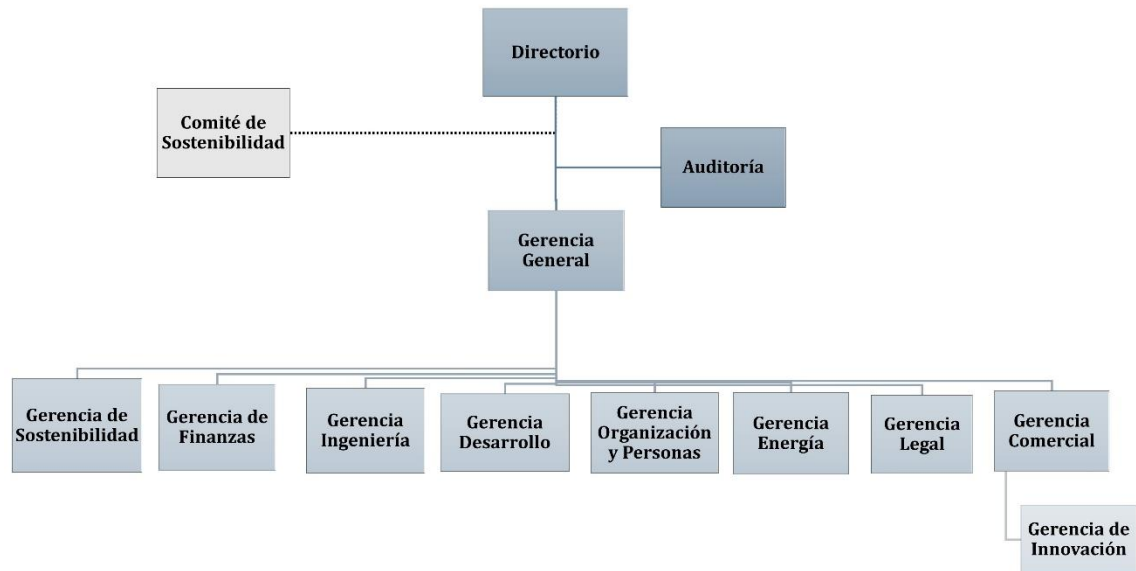 Directorio
Comité de
Sostenibilidad
Auditoría
Gerencia
General
Gerencia de
Sostenibilidad
Gerencia de
Finanzas
Gerencia
Ingeniería
Gerencia
Desarrollo
Gerencia
Organización
y Personas
Gerencia
Energía
Gerencia
Legal
Gerencia
Comercial
Gerencia de
Innovación